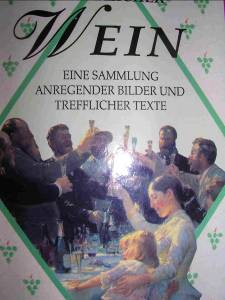 WEIN
EINE SAMMLUNG
ANREGENDER BILDER UND
TREFFLICHER TEXTE